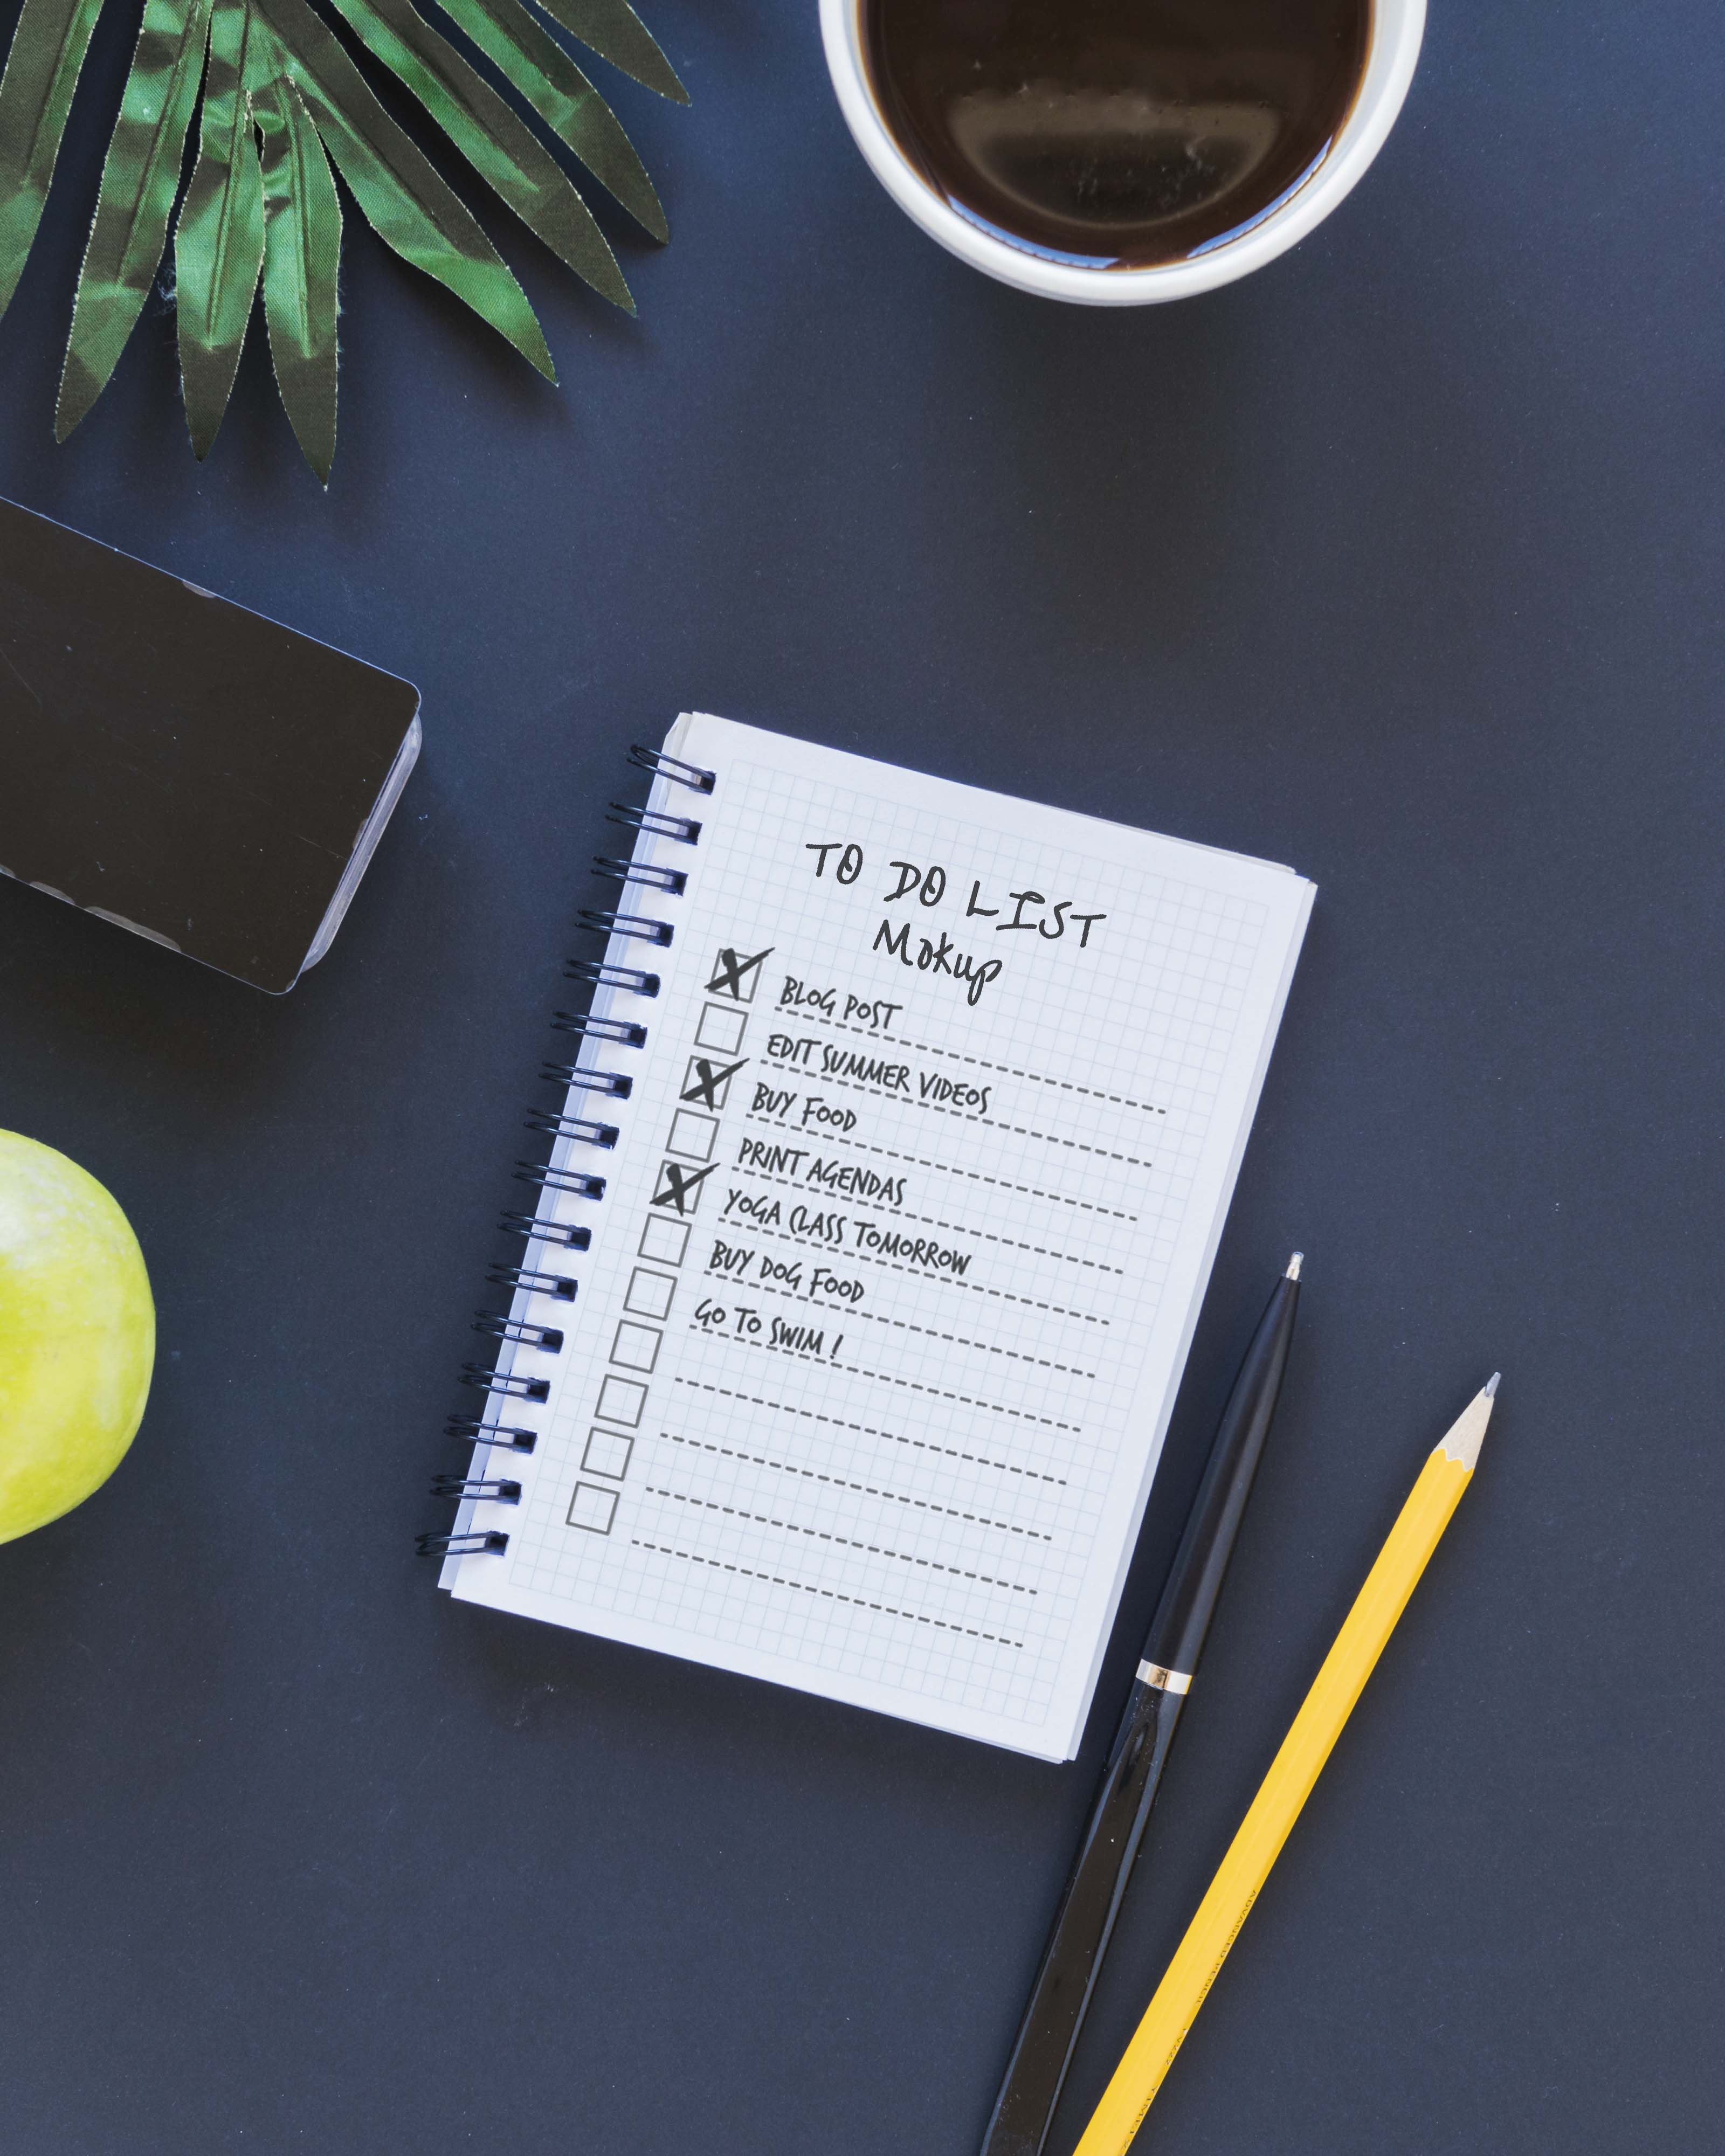 TO DO LIST
Mokup
BLOG POST
EDIT SUMMER VIDEOS
BUY FOOD
PRINT AGENDAS
YOGA CLASS TOMORROW
BUY DOG FOOD
GO TO SWIM !